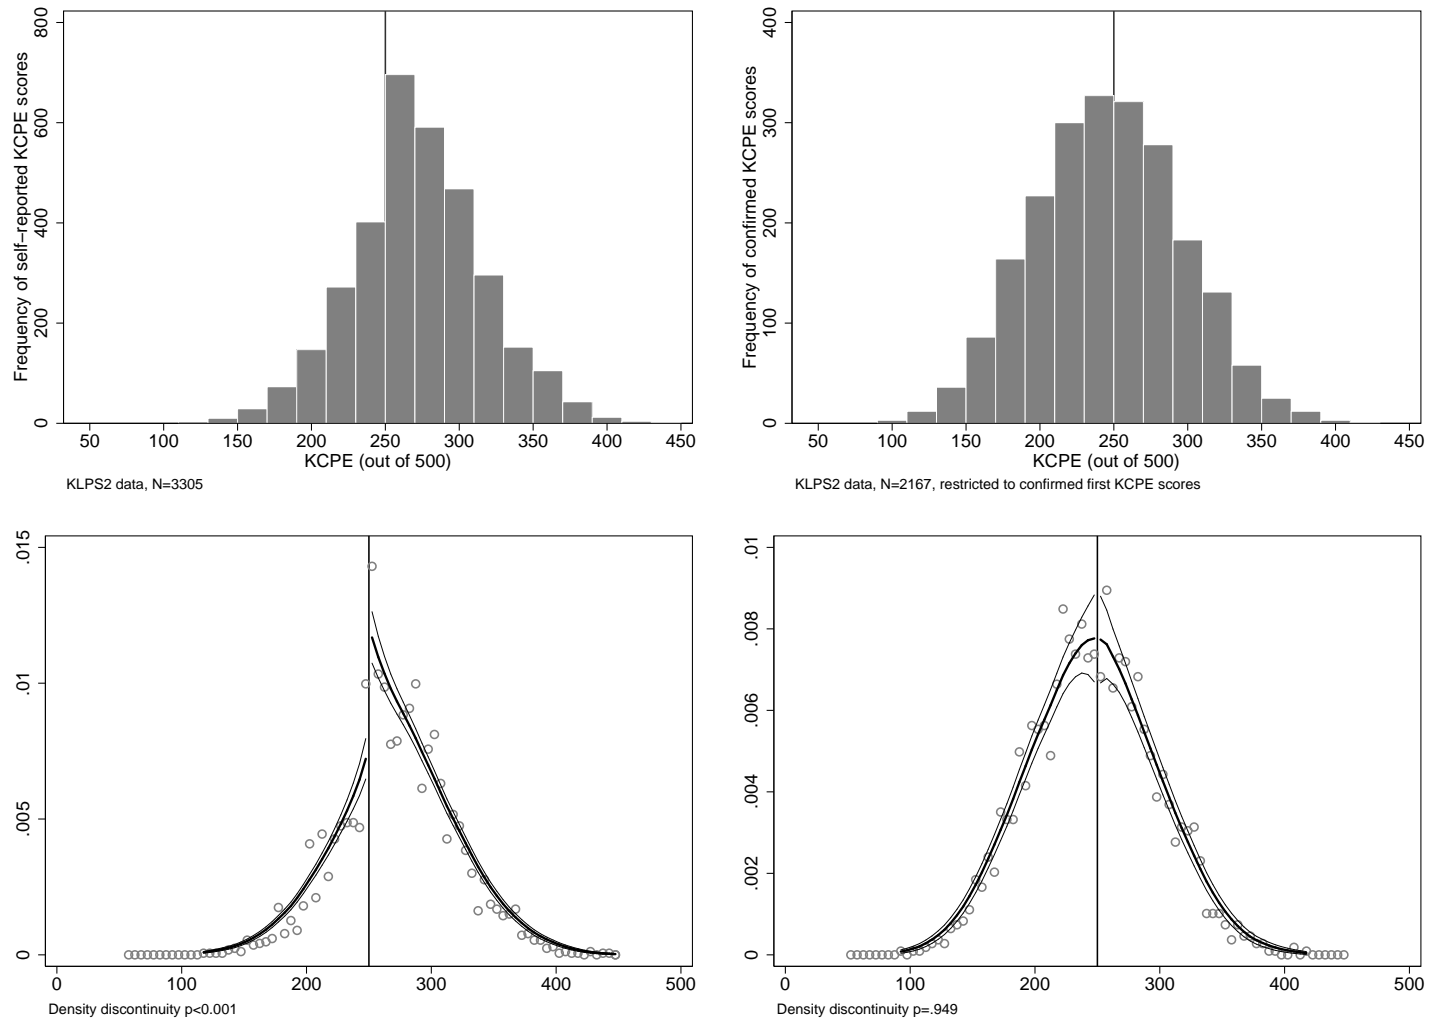 Frequency of self−reported KCPE scores
800
600
400
200
0
50 100 150 200 250 300 350 400 450
KCPE (out of 500)
KLPS2 data, N=3305
Frequency of confirmed KCPE scores
400
300
200
100
0
50 100 150 200 250 300 350 400 450
KCPE (out of 500)
KLPS2 data, N=2167, restricted to confirmed first KCPE scores
.015
.01
.005
0
0 100 200 300 400 500
Density discontinuity p<0.001
.01
.008
.006
.004
.002
0
0 100 200 300 400 500
Density discontinuity p=.949